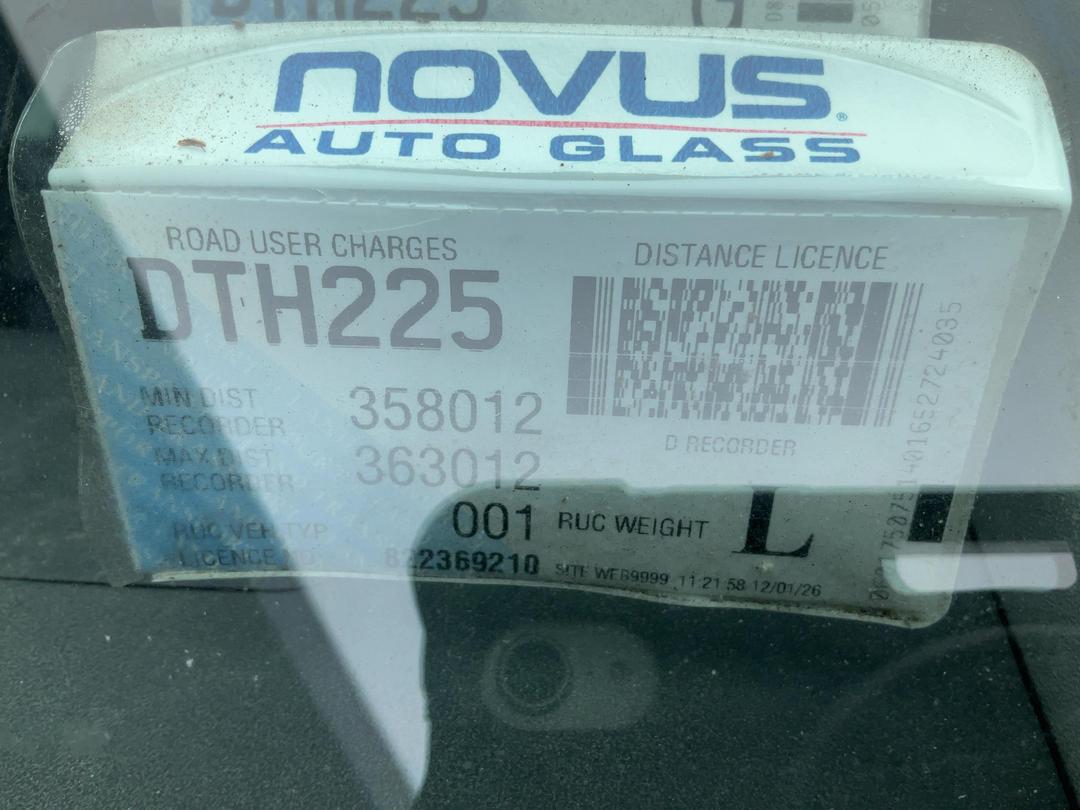 DTH225
NOVUS®
AUTO GLASS
ROAD USER CHARGES
DISTANCE LICENCE
DTH225
MIN DIST
RECORDER
358012
D RECORDER
MAX DIST
RECORDER
363012
RUC VEH TYP
001
RUC WEIGHT
L
LICENCE NO
822369210
SITE WEB9999 11:21:58 12/01/26